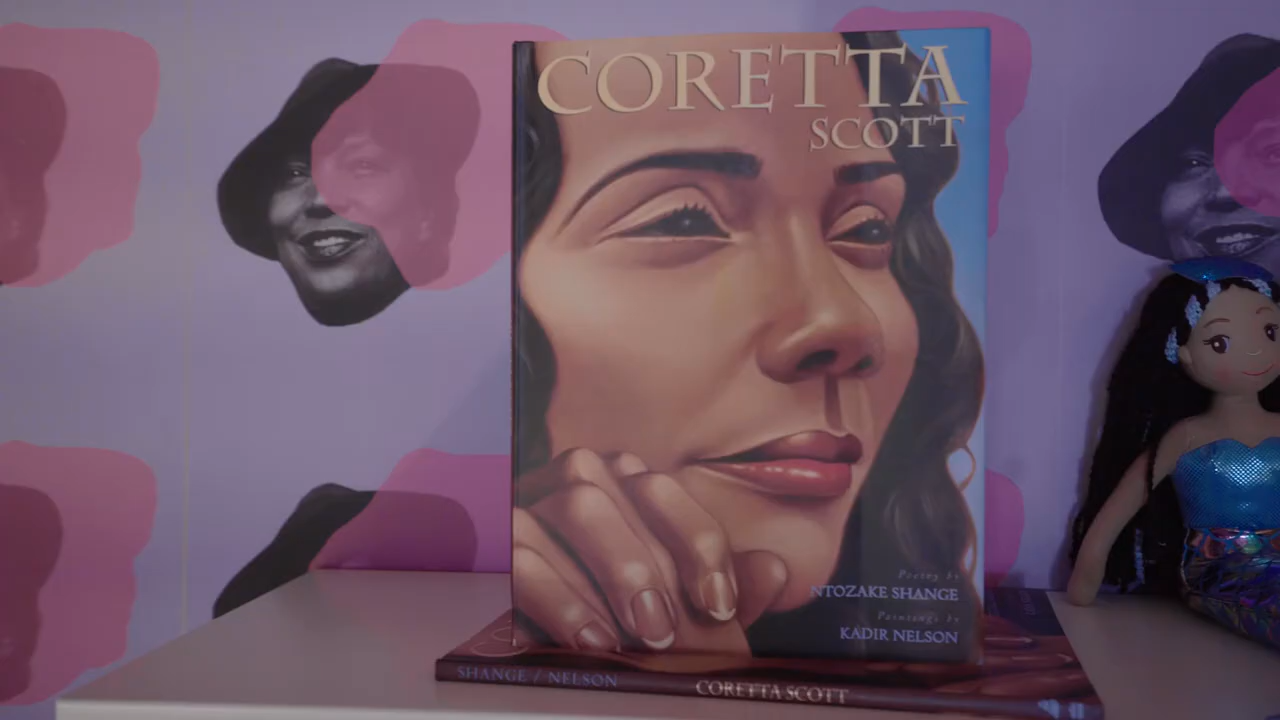 CORETTA
SCOTT
Poetry by
NTOZAKE SHANGE
Paintings by
KADIR NELSON
SHANGE / NELSON
CORETTA SCOTT